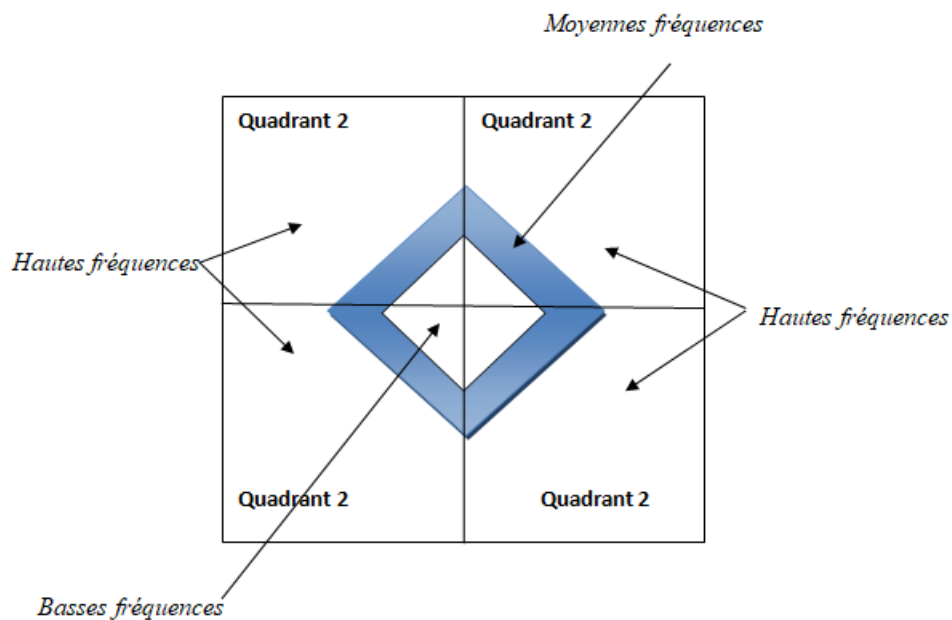 Moyennes fréquences
Quadrant 2
Quadrant 2
Hautes fréquences
Hautes fréquences
Quadrant 2
Quadrant 2
Basses fréquences